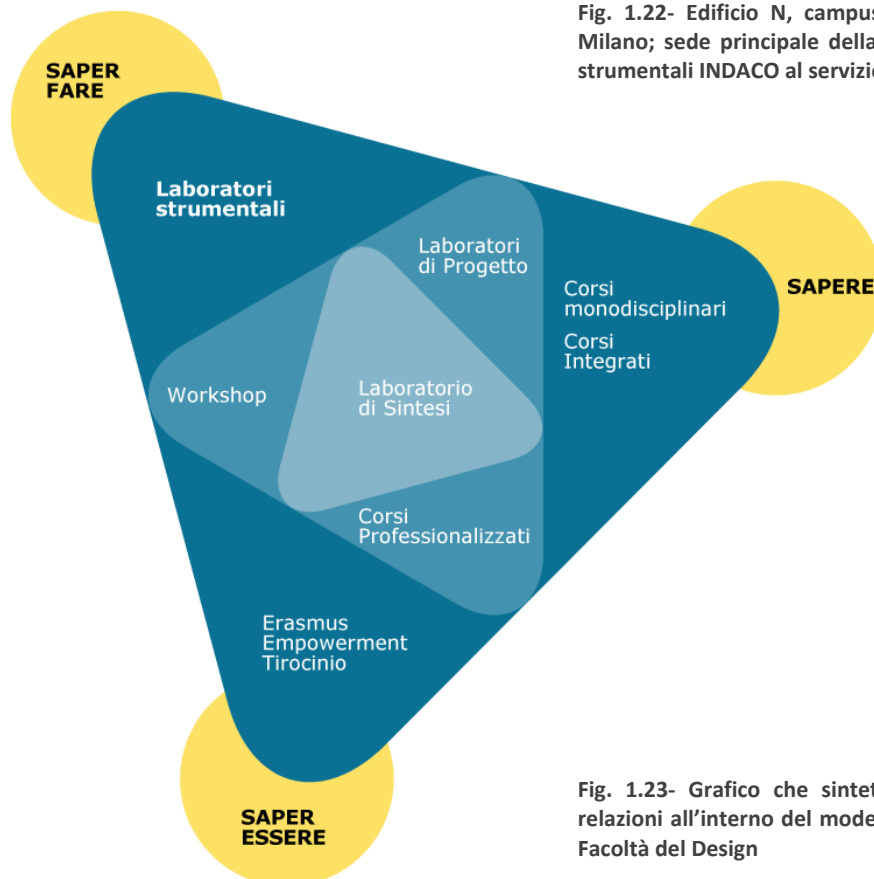 Fig. 1.22- Edificio N, campus
Milano; sede principale della
strumentali INDACO al servizi
SAPER
FARE
Laboratori
strumentali
Laboratori
di Progetto
SAPERE
Corsi
monodisciplinari
Corsi
Integrati
Workshop
Laboratorio
di Sintesi
Corsi
Professionalizzati
Erasmus
Empowerment
Tirocinio
SAPER
ESSERE
Fig. 1.23- Grafico che sintet
relazioni all’interno del mode
Facoltà del Design